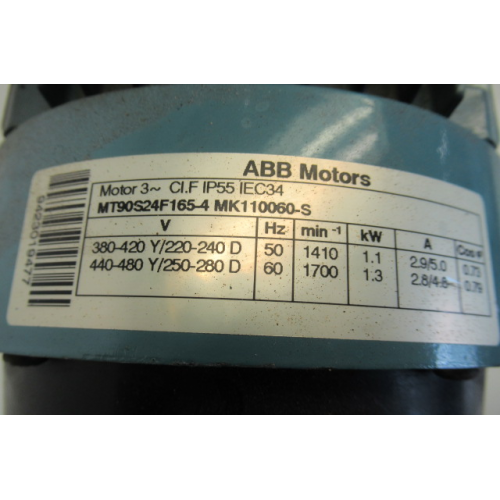 ABB Motors
Motor 3~ Cl.F IP55 IEC34
MT90S24F165-4 MK110060-S
V Hz min⁻¹ kW A Cos φ
380-420 Y/220-240 D 50 1410 1.1 2.9/5.0 0.73
440-480 Y/250-280 D 60 1700 1.3 2.8/4.8 0.79